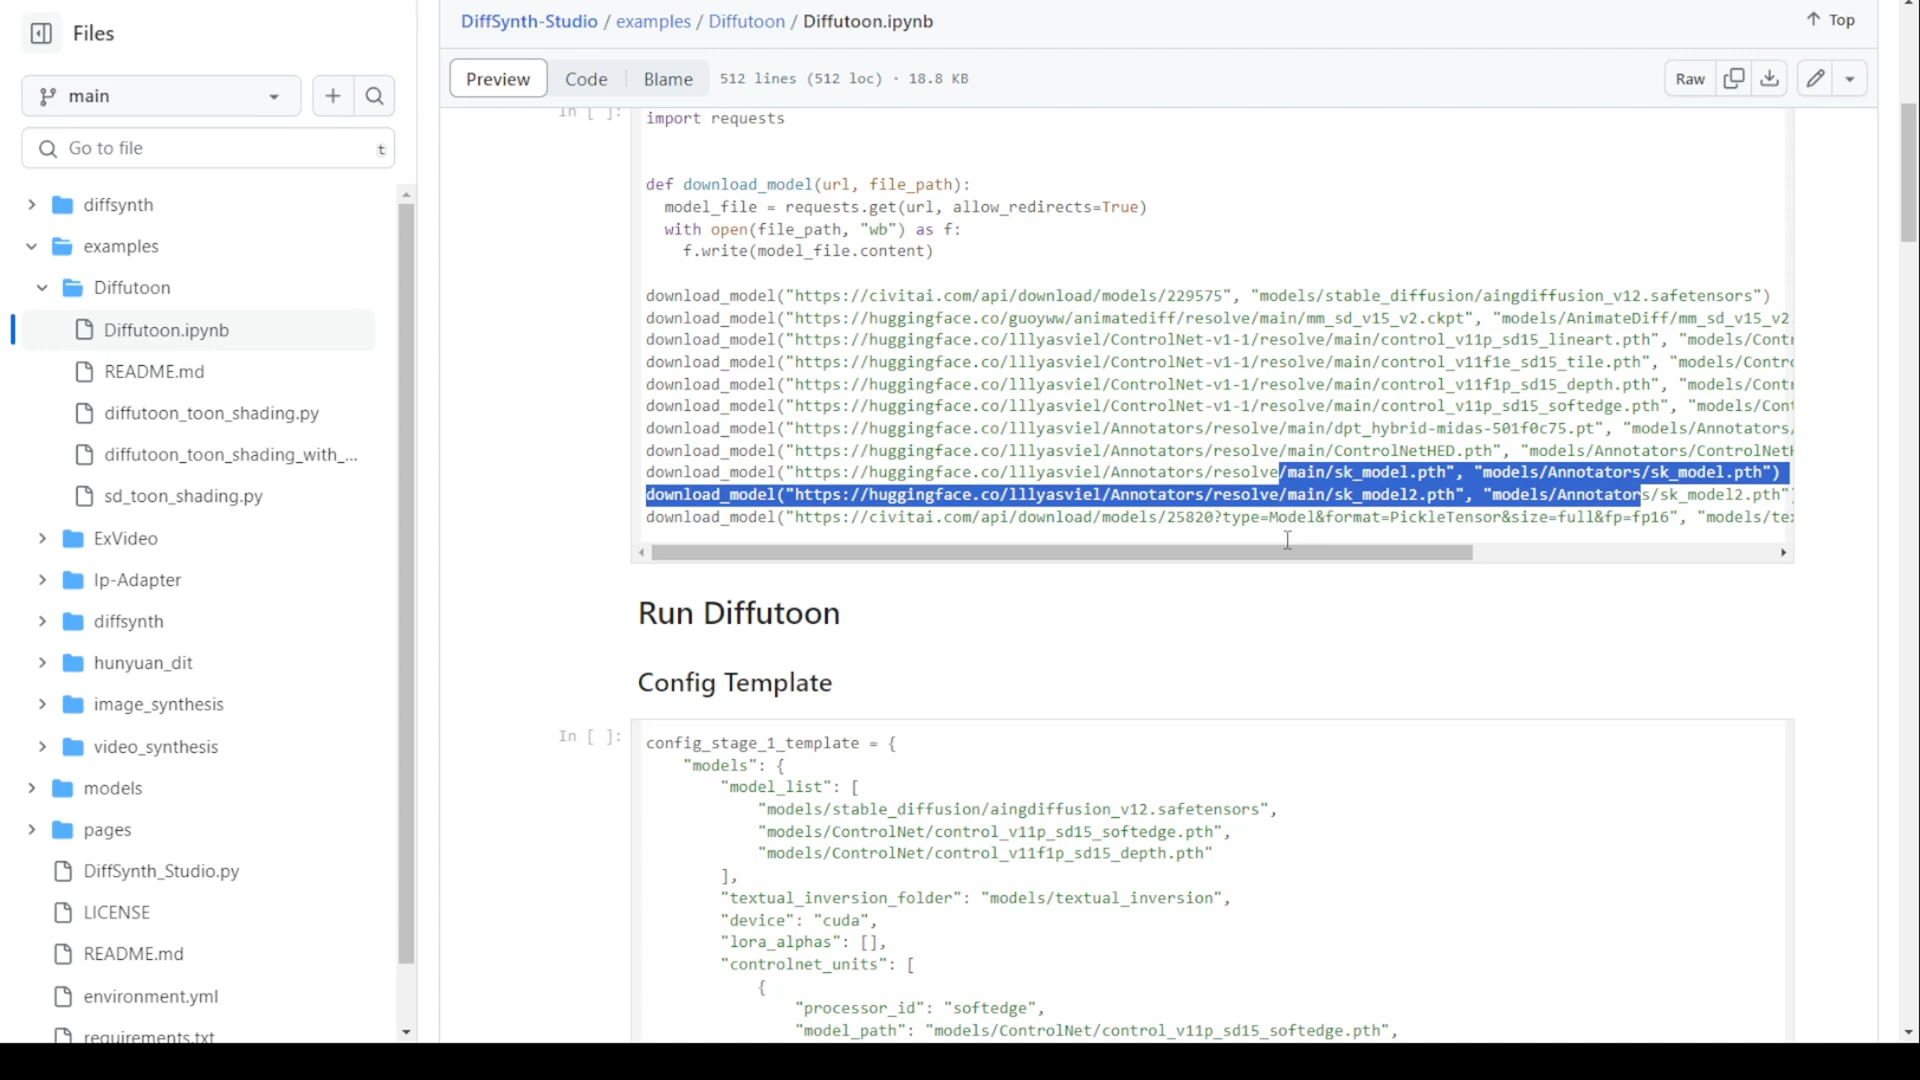 Files
main
Go to file
t
diffsynth
examples
Diffutoon
Diffutoon.ipynb
README.md
diffutoon_toon_shading.py
diffutoon_toon_shading_with_...
sd_toon_shading.py
ExVideo
Ip-Adapter
diffsynth
hunyuan_dit
image_synthesis
video_synthesis
models
pages
DiffSynth_Studio.py
LICENSE
README.md
environment.yml
requirements.txt
DiffSynth-Studio / examples / Diffutoon / Diffutoon.ipynb
Top
Preview
Code
Blame
512 lines (512 loc) · 18.8 KB
Raw
In [ ]:
import requests
def download_model(url, file_path):
model_file = requests.get(url, allow_redirects=True)
with open(file_path, "wb") as f:
f.write(model_file.content)
download_model("https://civitai.com/api/download/models/229575", "models/stable_diffusion/aingdiffusion_v12.safetensors")
download_model("https://huggingface.co/guoyww/animatediff/resolve/main/mm_sd_v15_v2.ckpt", "models/AnimateDiff/mm_sd_v15_v2.
download_model("https://huggingface.co/lllyasviel/ControlNet-v1-1/resolve/main/control_v11p_sd15_lineart.pth", "models/Contr
download_model("https://huggingface.co/lllyasviel/ControlNet-v1-1/resolve/main/control_v11f1e_sd15_tile.pth", "models/Contro
download_model("https://huggingface.co/lllyasviel/ControlNet-v1-1/resolve/main/control_v11f1p_sd15_depth.pth", "models/Contr
download_model("https://huggingface.co/lllyasviel/ControlNet-v1-1/resolve/main/control_v11p_sd15_softedge.pth", "models/Cont
download_model("https://huggingface.co/lllyasviel/Annotators/resolve/main/dpt_hybrid-midas-501f0c75.pt", "models/Annotators/
download_model("https://huggingface.co/lllyasviel/Annotators/resolve/main/ControlNetHED.pth", "models/Annotators/ControlNetH
download_model("https://huggingface.co/lllyasviel/Annotators/resolve/main/sk_model.pth", "models/Annotators/sk_model.pth")
download_model("https://huggingface.co/lllyasviel/Annotators/resolve/main/sk_model2.pth", "models/Annotators/sk_model2.pth")
download_model("https://civitai.com/api/download/models/25820?type=Model&format=PickleTensor&size=full&fp=fp16", "models/tex
Run Diffutoon
Config Template
In [ ]:
config_stage_1_template = {
"models": {
"model_list": [
"models/stable_diffusion/aingdiffusion_v12.safetensors",
"models/ControlNet/control_v11p_sd15_softedge.pth",
"models/ControlNet/control_v11f1p_sd15_depth.pth"
],
"textual_inversion_folder": "models/textual_inversion",
"device": "cuda",
"lora_alphas": [],
"controlnet_units": [
{
"processor_id": "softedge",
"model_path": "models/ControlNet/control_v11p_sd15_softedge.pth",